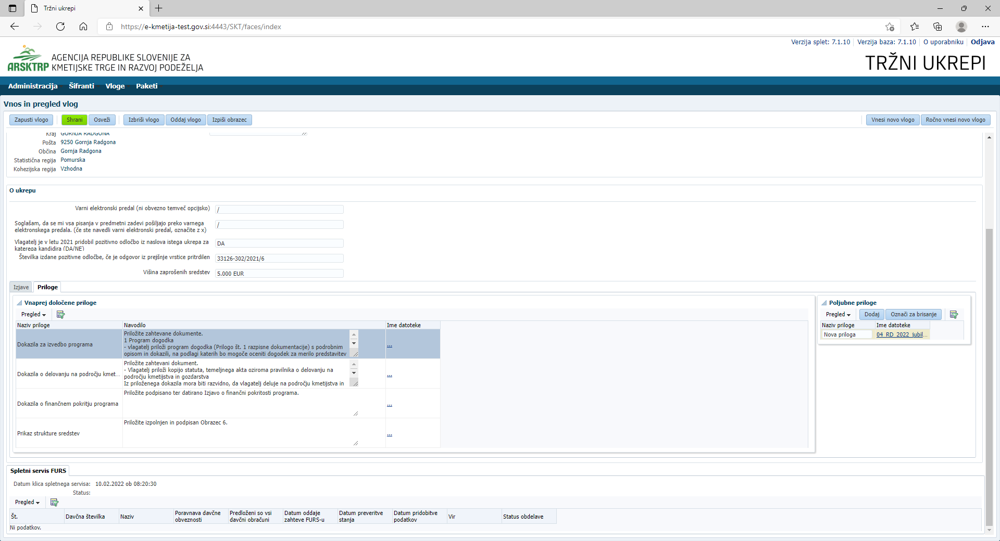 Tržni ukrepi
https://e-kmetija-test.gov.si:4443/SKT/faces/index
Verzija splet: 7.1.10 Verzija baza: 7.1.10 O uporabniku Odjava
ARSKTRP
AGENCIJA REPUBLIKE SLOVENIJE ZA
KMETIJSKE TRGE IN RAZVOJ PODEŽELJA
TRŽNI UKREPI
Administracija Šifranti Vloge Paketi
Vnos in pregled vlog
Zapusti vlogo Shrani Osveži Izbriši vlogo Oddaj vlogo Izpiši obrazec Vnesi novo vlogo Ročno vnesi novo vlogo
Kraj GORNJA RADGONA
Pošta 9250 Gornja Radgona
Občina Gornja Radgona
Statistična regija Pomurska
Kohezijska regija Vzhodna
O ukrepu
Varni elektronski predal (ni obvezno temveč opcijsko) /
Soglašam, da se mi vsa pisanja v predmetni zadevi pošiljajo preko varnega
elektronskega predala. (če ste navedli varni elektronski predal, označite z x) /
Vlagatelj je v letu 2021 pridobil pozitivno odločbo iz naslova istega ukrepa za
katerega kandidira (DA/NE) DA
Številka izdane pozitivne odločbe, če je odgovor iz prejšnje vrstice pritrdilen 33126-302/2021/6
Višina zaprošenih sredstev 5.000 EUR
Izjave Priloge
Vnaprej določene priloge
Pregled
Naziv priloge Navodilo Ime datoteke
Dokazila za izvedbo programa
Priložite zahtevane dokumente.
1 Program dogodka
- vlagatelj priloži program dogodka (Prilogo št. 1 razpisne dokumentacije) s podrobnim
opisom in dokazili, na podlagi katerih bo mogoče oceniti dogodek za merilo predstavitev
...
Dokazila o delovanju na področju kmet...
Priložite zahtevani dokument.
- Vlagatelj priloži kopijo statuta, temeljnega akta oziroma pravilnika o delovanju na
področju kmetijstva in gozdarstva
Iz priloženega dokazila mora biti razvidno, da vlagatelj deluje na področju kmetijstva in
...
Dokazila o finančnem pokritju programa
Priložite podpisano ter datirano Izjavo o finančni pokritosti programa.
...
Prikaz strukture sredstev
Priložite izpolnjen in podpisan Obrazec 6.
...
Poljubne priloge
Pregled Dodaj Označi za brisanje
Naziv priloge Ime datoteke
Nova priloga 04_RD_2022_jubil...
Spletni servis FURS
Datum klica spletnega servisa: 10.02.2022 ob 08:20:30
Status:
Pregled
Št. Davčna številka Naziv Poravnava davčne obveznosti Predloženi so vsi davčni obračuni Datum oddaje zahteve FURS-u Datum preveritve stanja Datum pridobitve podatkov Vir Status obdelave
Ni podatkov.